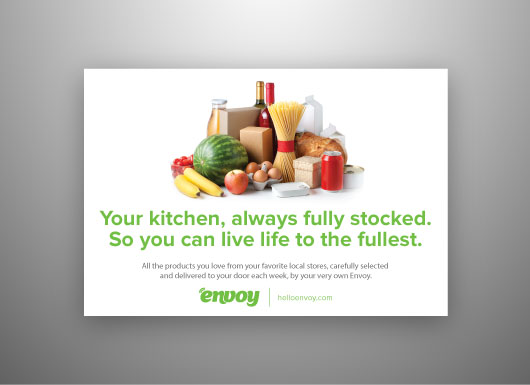 Your kitchen, always fully stocked.
So you can live life to the fullest.
All the products you love from your favorite local stores, carefully selected
and delivered to your door each week, by your very own Envoy.
envoy | helloenvoy.com